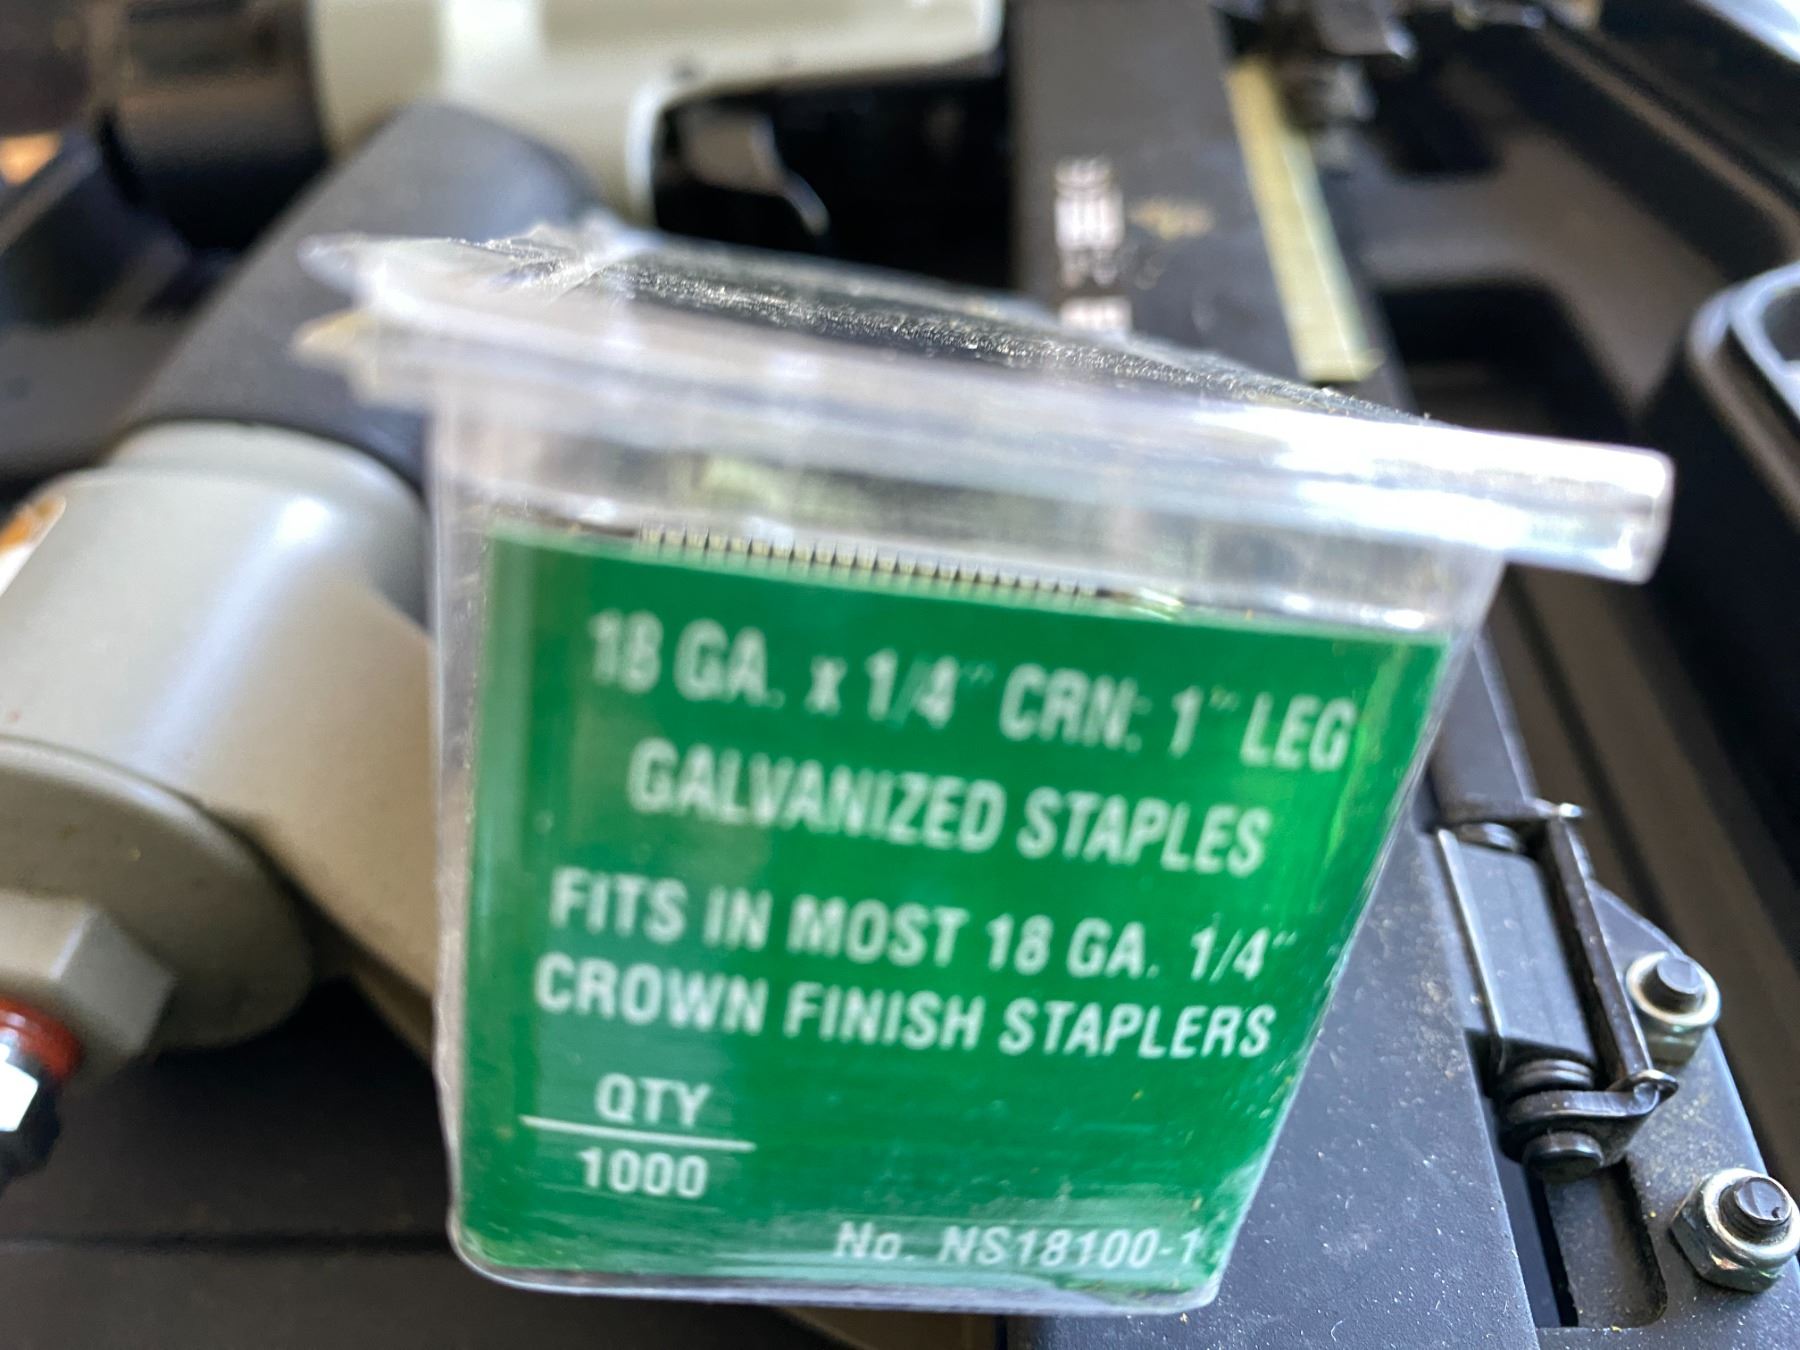 18 GA. x 1/4" CRN. 1" LEG
GALVANIZED STAPLES
FITS IN MOST 18 GA. 1/4"
CROWN FINISH STAPLERS
QTY
1000
No. NS18100-1